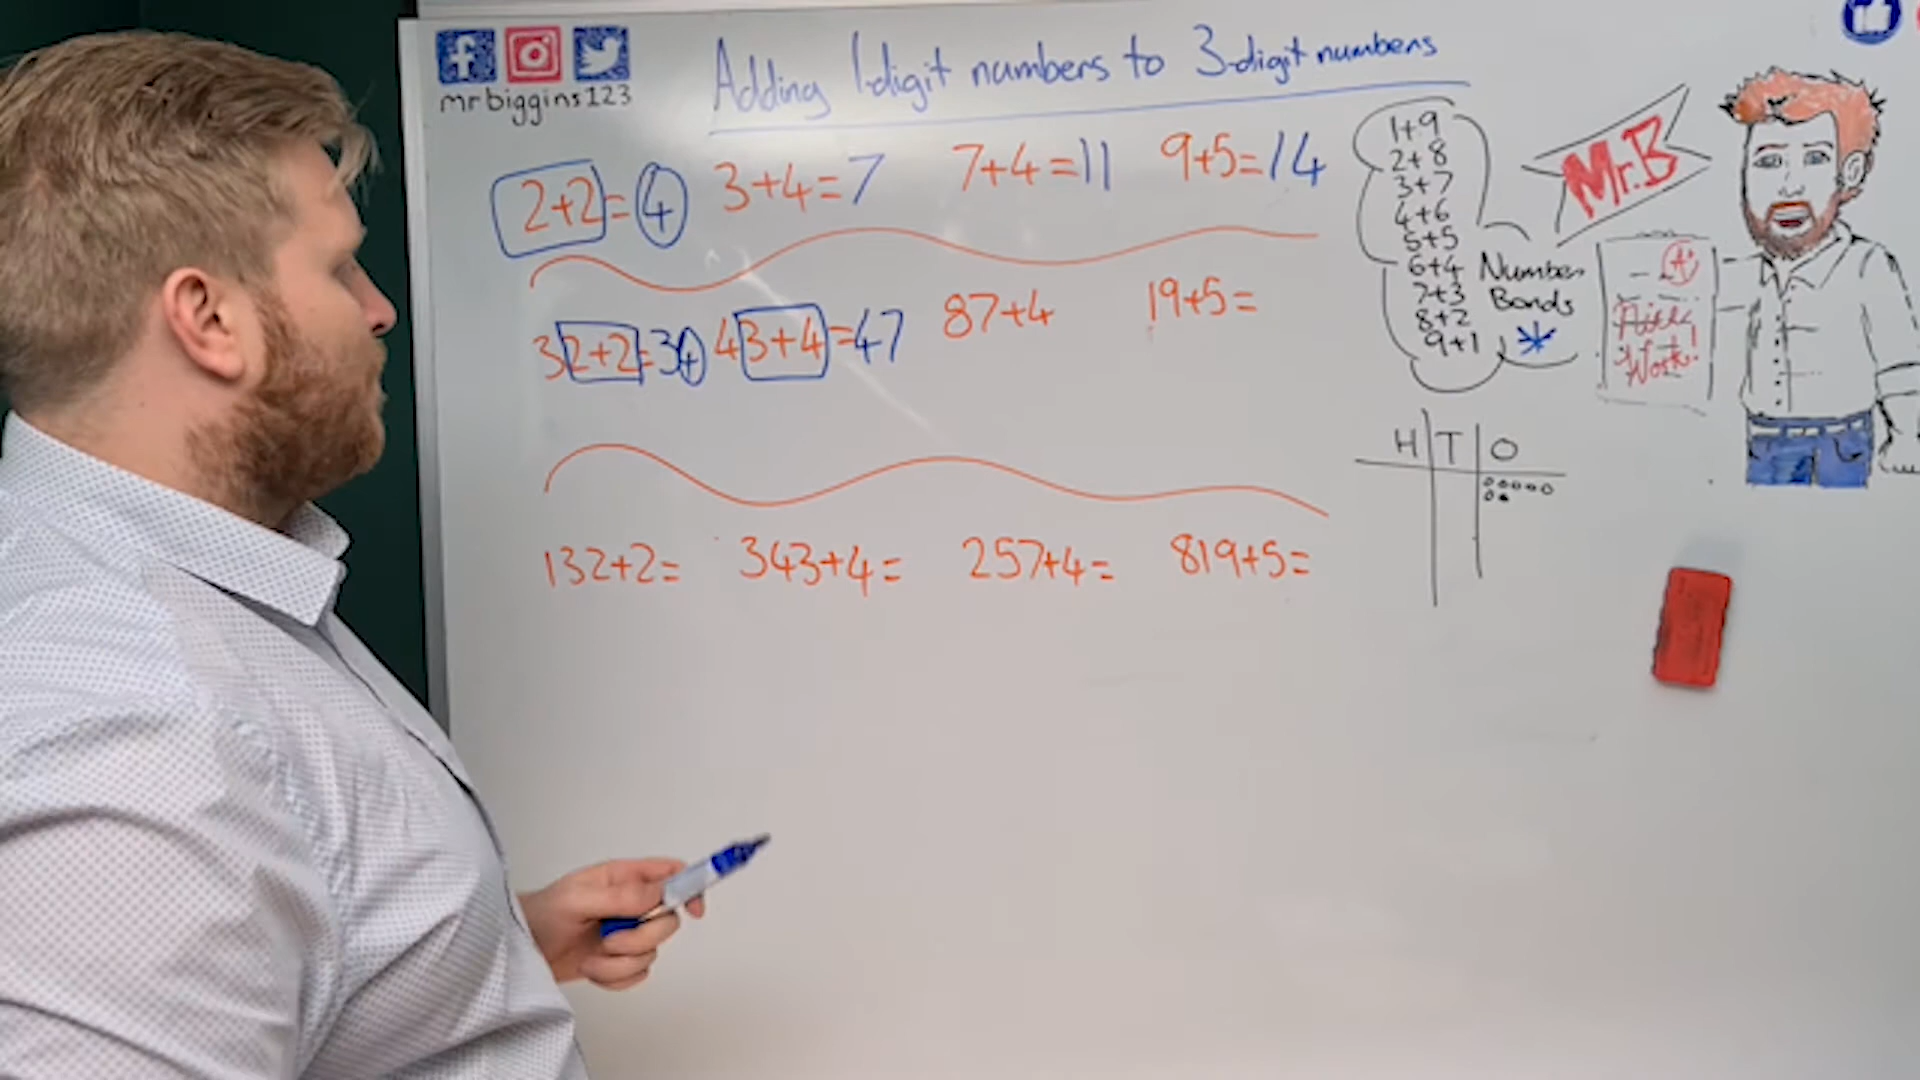 mrbiggins123
Adding 1-digit numbers to 3-digit numbers
2+2=4 3+4=7 7+4=11 9+5=14
32+2=34 43+4=47 87+4 19+5=
132+2= 343+4= 257+4= 819+5=
1+9
2+8
3+7
4+6
5+5
6+4
7+3
8+2
9+1
Number
Bonds
Mr.B
A+
Nice
Work!
H T O